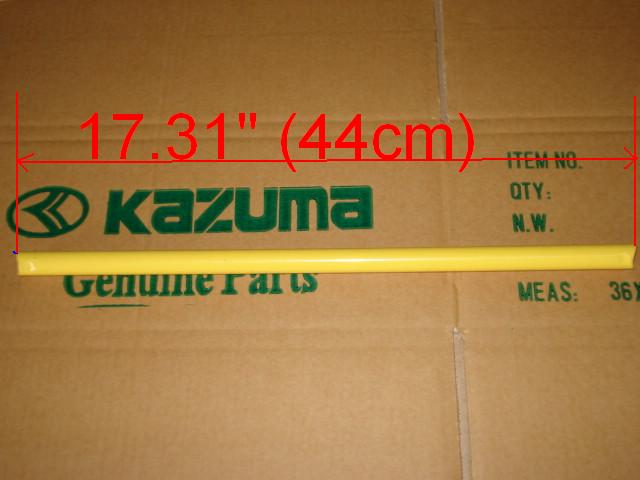 17.31" (44cm)
ITEM NO.
KAZUMA
QTY:
N.W.
Genuine Parts
MEAS: 36X